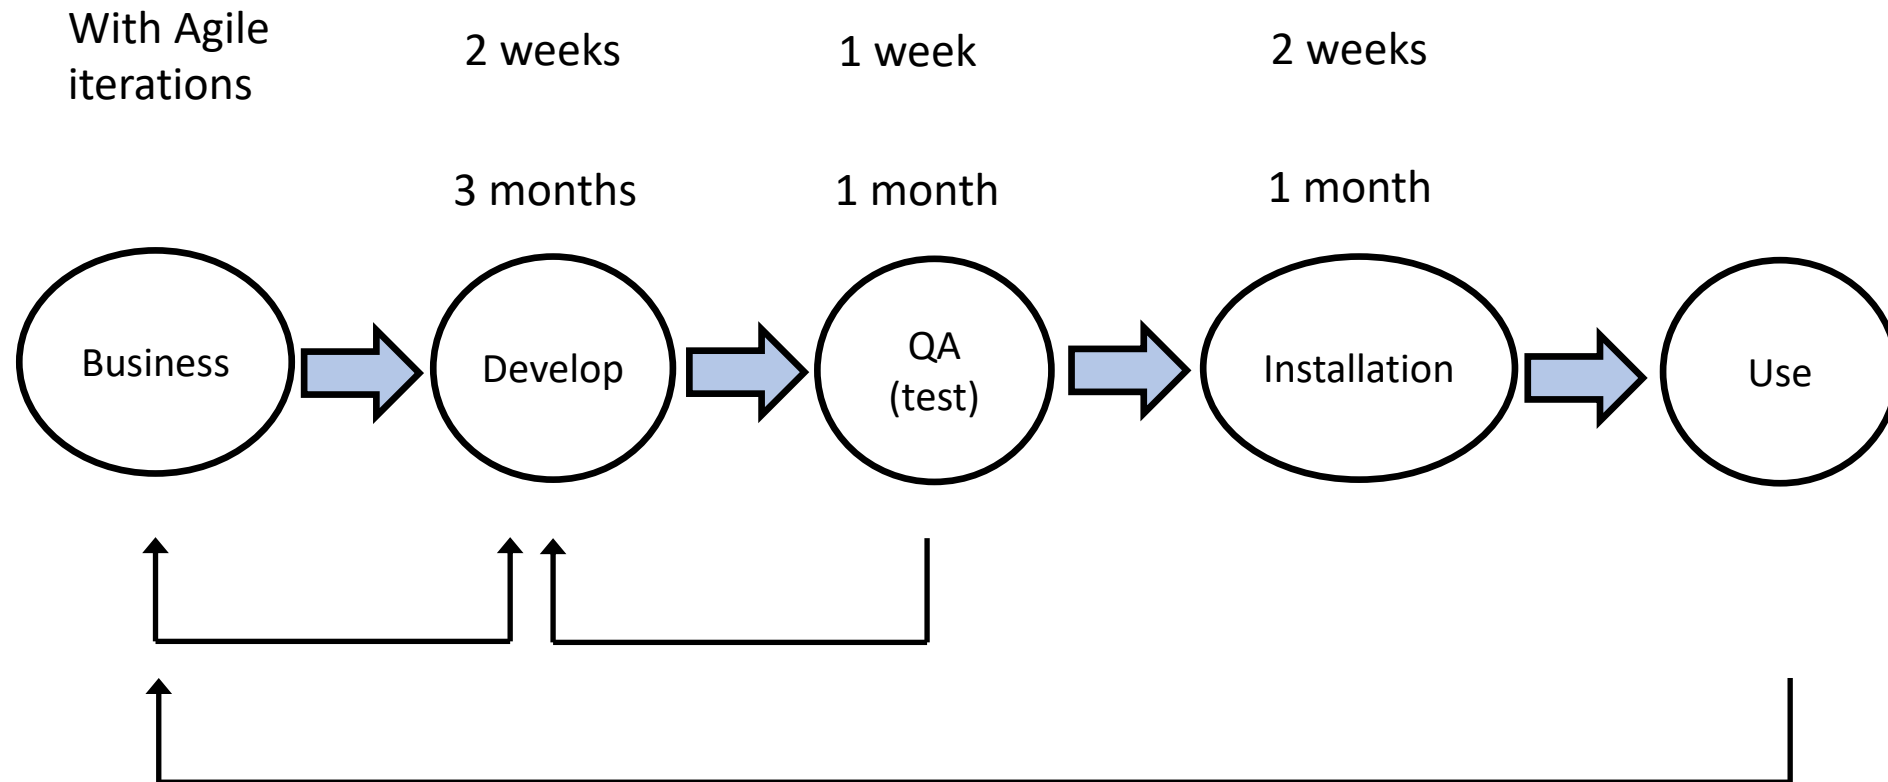 With Agile
iterations
2 weeks
1 week
2 weeks
3 months
1 month
1 month
Business
Develop
QA
(test)
Installation
Use